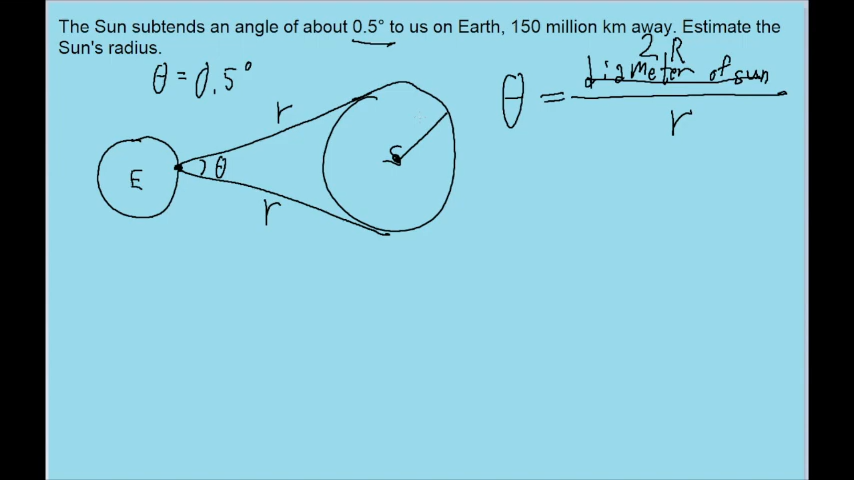 The Sun subtends an angle of about 0.5° to us on Earth, 150 million km away. Estimate the
Sun's radius.
θ = 0.5°
2R
θ = diameter of sun
r
r
θ
E
S
r